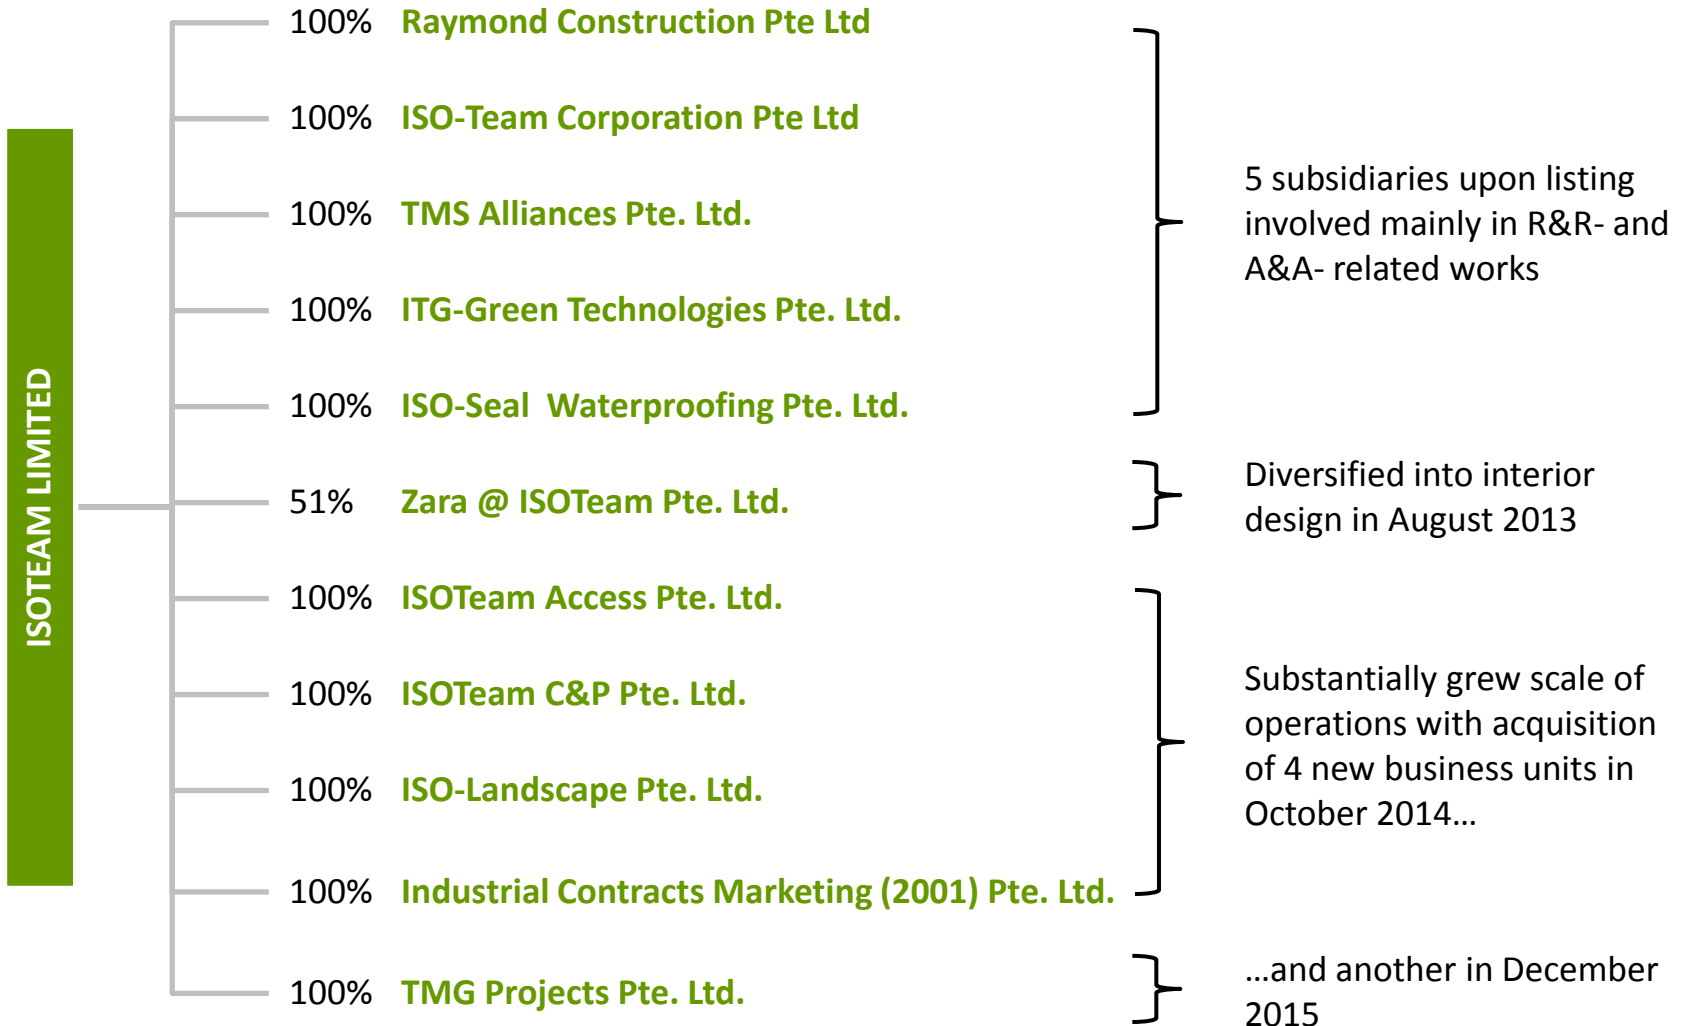 ISOTEAM LIMITED
100% Raymond Construction Pte Ltd
100% ISO-Team Corporation Pte Ltd
100% TMS Alliances Pte. Ltd.
100% ITG-Green Technologies Pte. Ltd.
100% ISO-Seal  Waterproofing Pte. Ltd.
5 subsidiaries upon listing
involved mainly in R&R- and
A&A- related works
51% Zara @ ISOTeam Pte. Ltd.
Diversified into interior
design in August 2013
100% ISOTeam Access Pte. Ltd.
100% ISOTeam C&P Pte. Ltd.
100% ISO-Landscape Pte. Ltd.
100% Industrial Contracts Marketing (2001) Pte. Ltd.
Substantially grew scale of
operations with acquisition
of 4 new business units in
October 2014…
100% TMG Projects Pte. Ltd.
…and another in December
2015